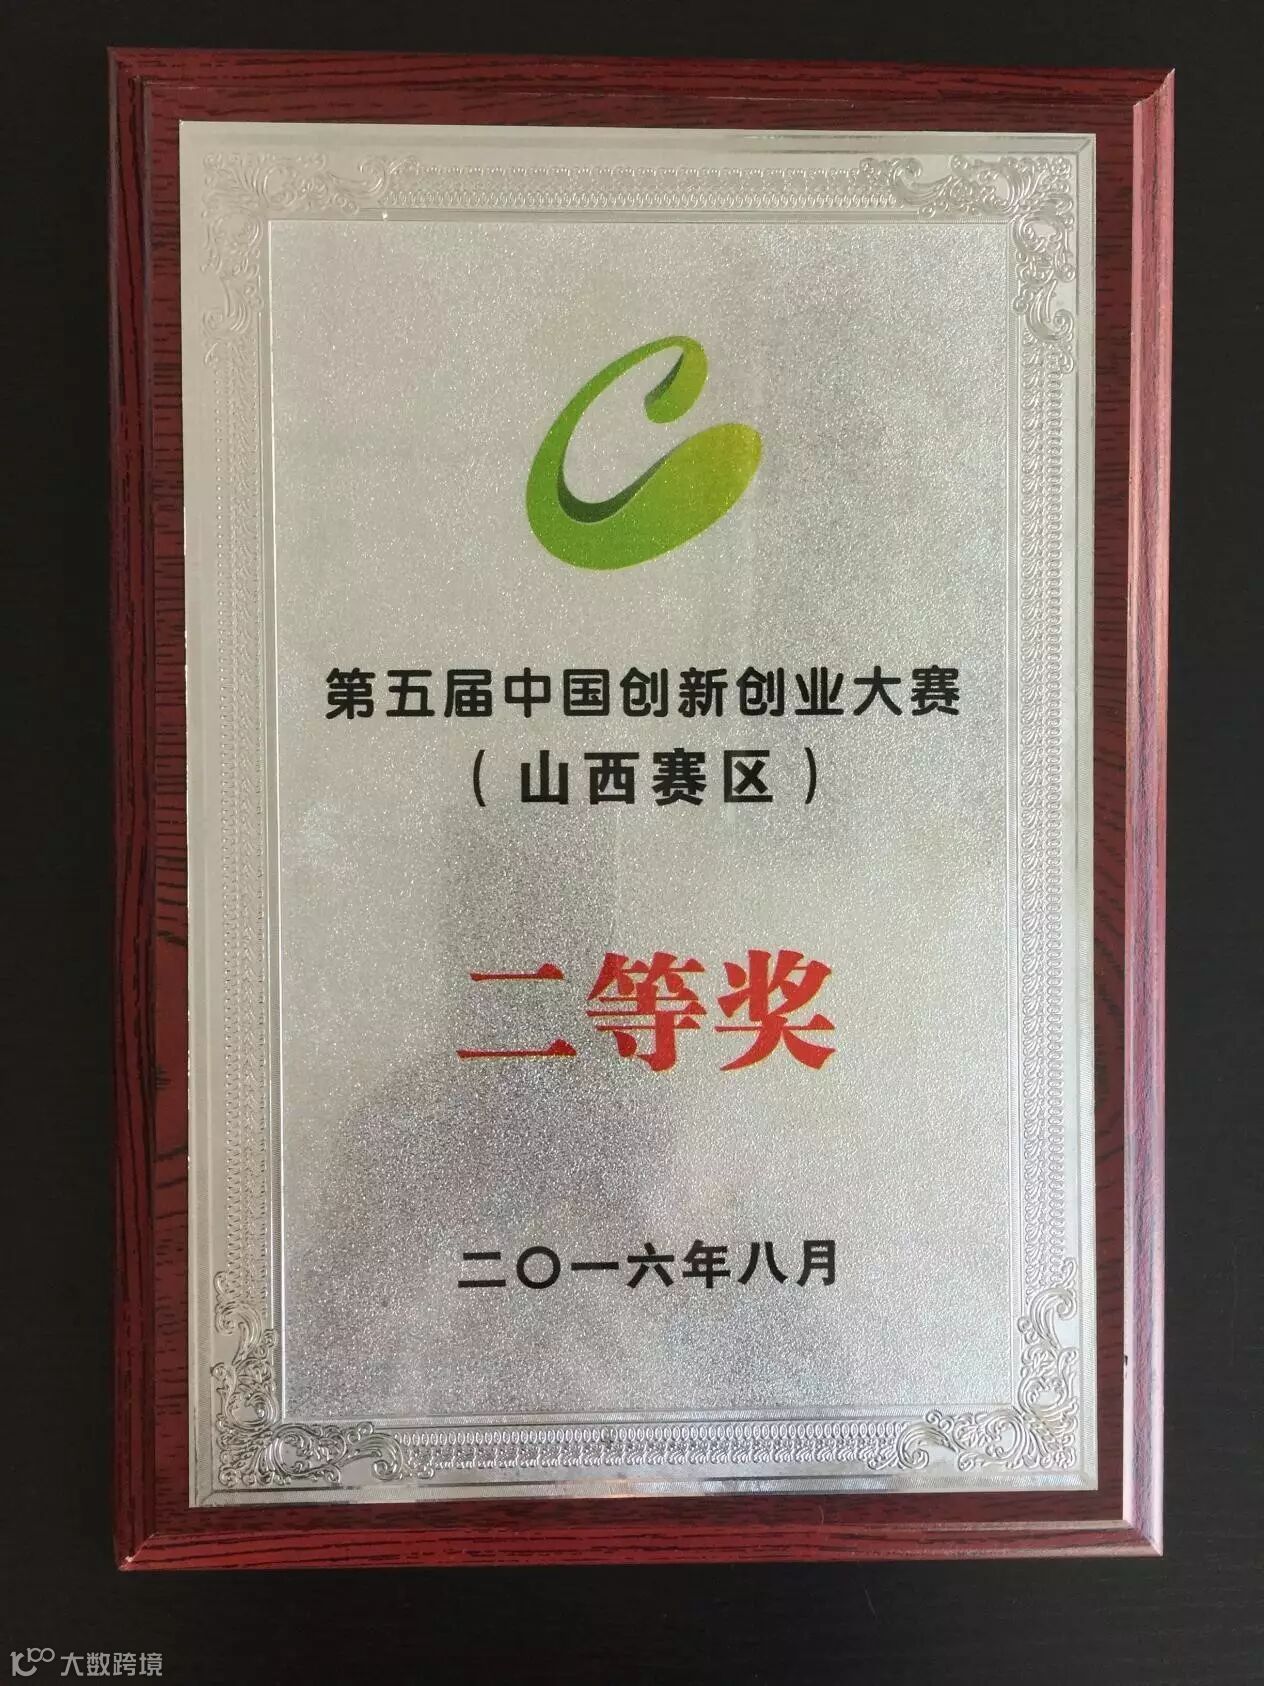 第五届中国创新创业大赛
（山西赛区）
二等奖
二〇一六年八月
大数跨境